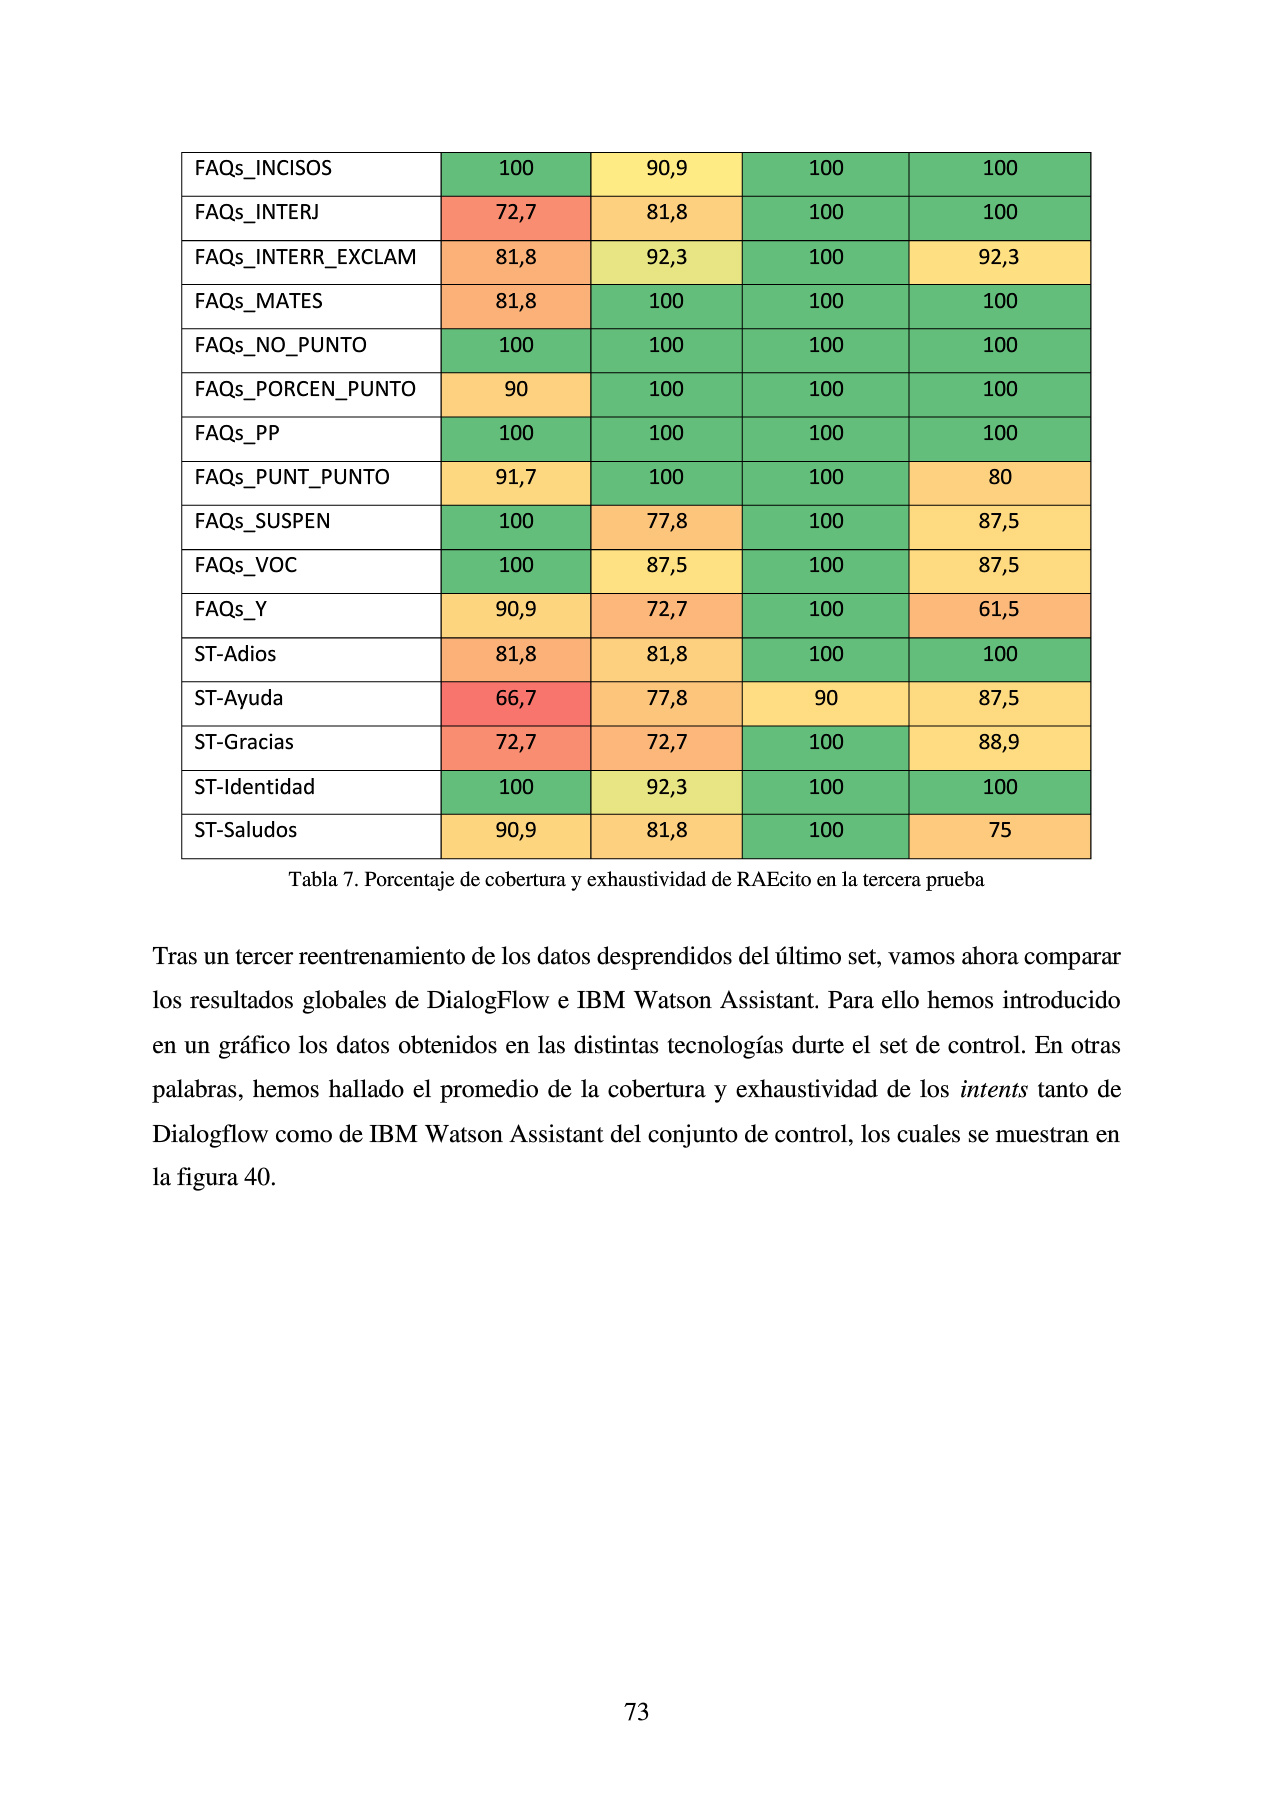 FAQs_INCISOS 100 90,9 100 100
FAQs_INTERJ 72,7 81,8 100 100
FAQs_INTERR_EXCLAM 81,8 92,3 100 92,3
FAQs_MATES 81,8 100 100 100
FAQs_NO_PUNTO 100 100 100 100
FAQs_PORCEN_PUNTO 90 100 100 100
FAQs_PP 100 100 100 100
FAQs_PUNT_PUNTO 91,7 100 100 80
FAQs_SUSPEN 100 77,8 100 87,5
FAQs_VOC 100 87,5 100 87,5
FAQs_Y 90,9 72,7 100 61,5
ST-Adios 81,8 81,8 100 100
ST-Ayuda 66,7 77,8 90 87,5
ST-Gracias 72,7 72,7 100 88,9
ST-Identidad 100 92,3 100 100
ST-Saludos 90,9 81,8 100 75
Tabla 7. Porcentaje de cobertura y exhaustividad de RAEcito en la tercera prueba
Tras un tercer reentrenamiento de los datos desprendidos del último set, vamos ahora comparar
los resultados globales de DialogFlow e IBM Watson Assistant. Para ello hemos introducido
en un gráfico los datos obtenidos en las distintas tecnologías durte el set de control. En otras
palabras, hemos hallado el promedio de la cobertura y exhaustividad de los intents tanto de
Dialogflow como de IBM Watson Assistant del conjunto de control, los cuales se muestran en
la figura 40.
73